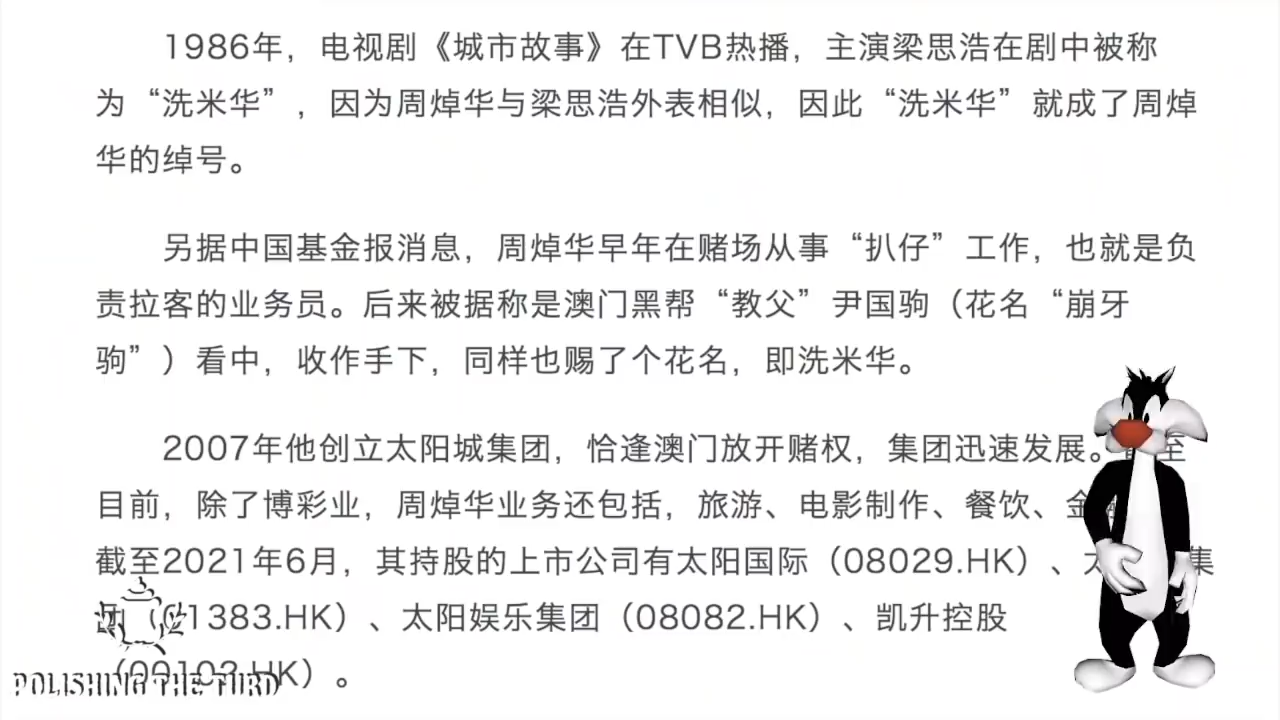 1986年，电视剧《城市故事》在TVB热播，主演梁思浩在剧中被称
为“洗米华”，因为周焯华与梁思浩外表相似，因此“洗米华”就成了周焯
华的绰号。
另据中国基金报消息，周焯华早年在赌场从事“扒仔”工作，也就是负
责拉客的业务员。后来被据称是澳门黑帮“教父”尹国驹（花名“崩牙
驹”）看中，收作手下，同样也赐了个花名，即洗米华。
2007年他创立太阳城集团，恰逢澳门放开赌权，集团迅速发展。至
目前，除了博彩业，周焯华业务还包括，旅游、电影制作、餐饮、金
截至2021年6月，其持股的上市公司有太阳国际（08029.HK）、太 集
（01383.HK）、太阳娱乐集团（08082.HK）、凯升控股
（00102.HK）。
POLISHING THE TURD